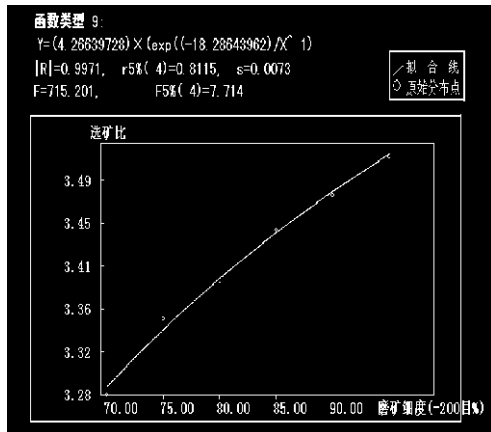 函数类型 9:
Y=(4.26639728)×(exp((-18.28643962)/X^ 1)
|R|=0.9971, r5%( 4)=0.8115, s=0.0073
F=715.201, F5%( 4)=7.714
拟合线
原始分布点
选矿比
3.49
3.45
3.41
3.36
3.32
3.28
70.00 75.00 80.00 85.00 90.00 磨矿细度(-200目%)